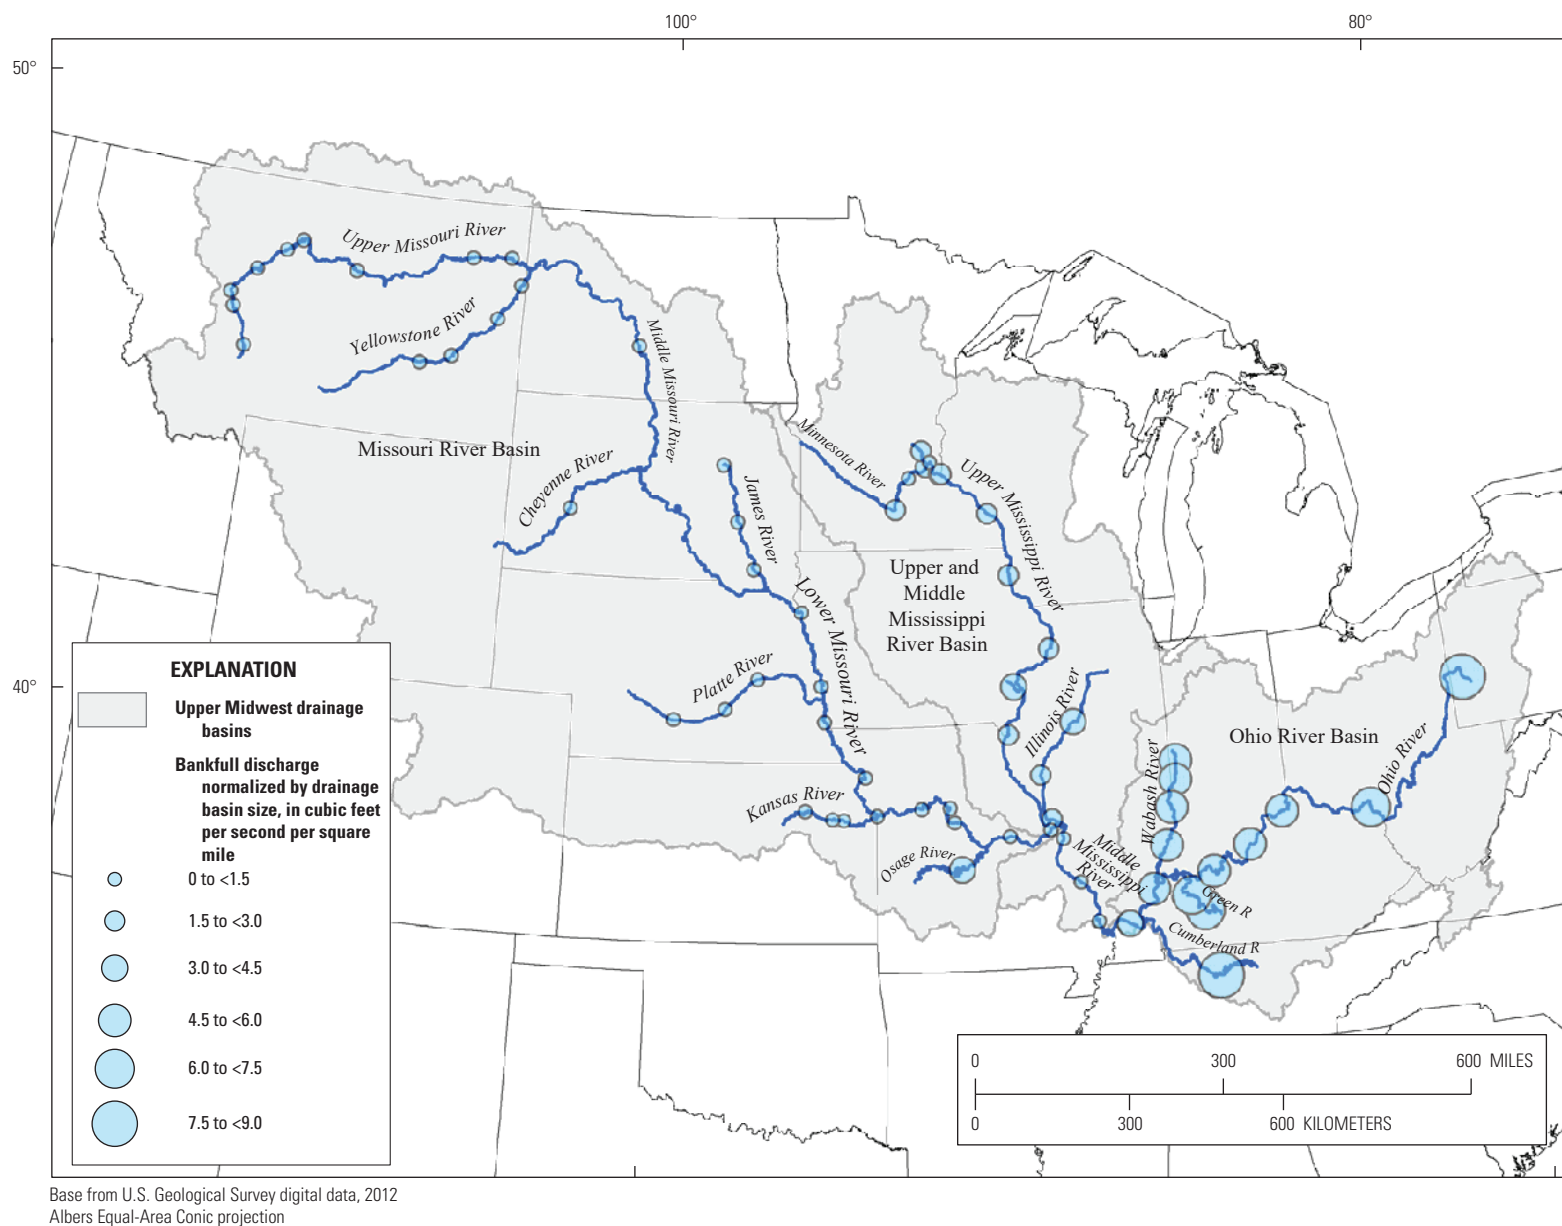 100°
80°
50°
40°
Upper Missouri River
Yellowstone River
Middle Missouri River
Missouri River Basin
Cheyenne River
James River
Minnesota River
Upper Mississippi River
Upper and
Middle
Mississippi
River Basin
Lower Missouri River
Platte River
Illinois River
Kansas River
Osage River
Middle
Mississippi
River
Wabash River
Ohio River Basin
Ohio River
Green R
Cumberland R
EXPLANATION
Upper Midwest drainage
basins
Bankfull discharge
normalized by drainage
basin size, in cubic feet
per second per square
mile
0 to <1.5
1.5 to <3.0
3.0 to <4.5
4.5 to <6.0
6.0 to <7.5
7.5 to <9.0
0 300 600 MILES
0 300 600 KILOMETERS
Base from U.S. Geological Survey digital data, 2012
Albers Equal-Area Conic projection